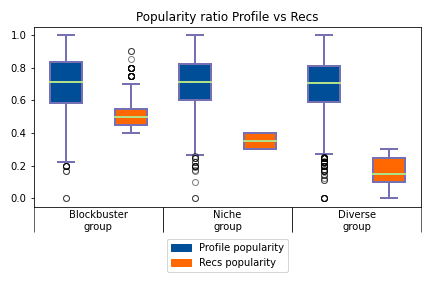 Popularity ratio Profile vs Recs
1.0
0.8
0.6
0.4
0.2
0.0
Blockbuster
group
Niche
group
Diverse
group
Profile popularity
Recs popularity